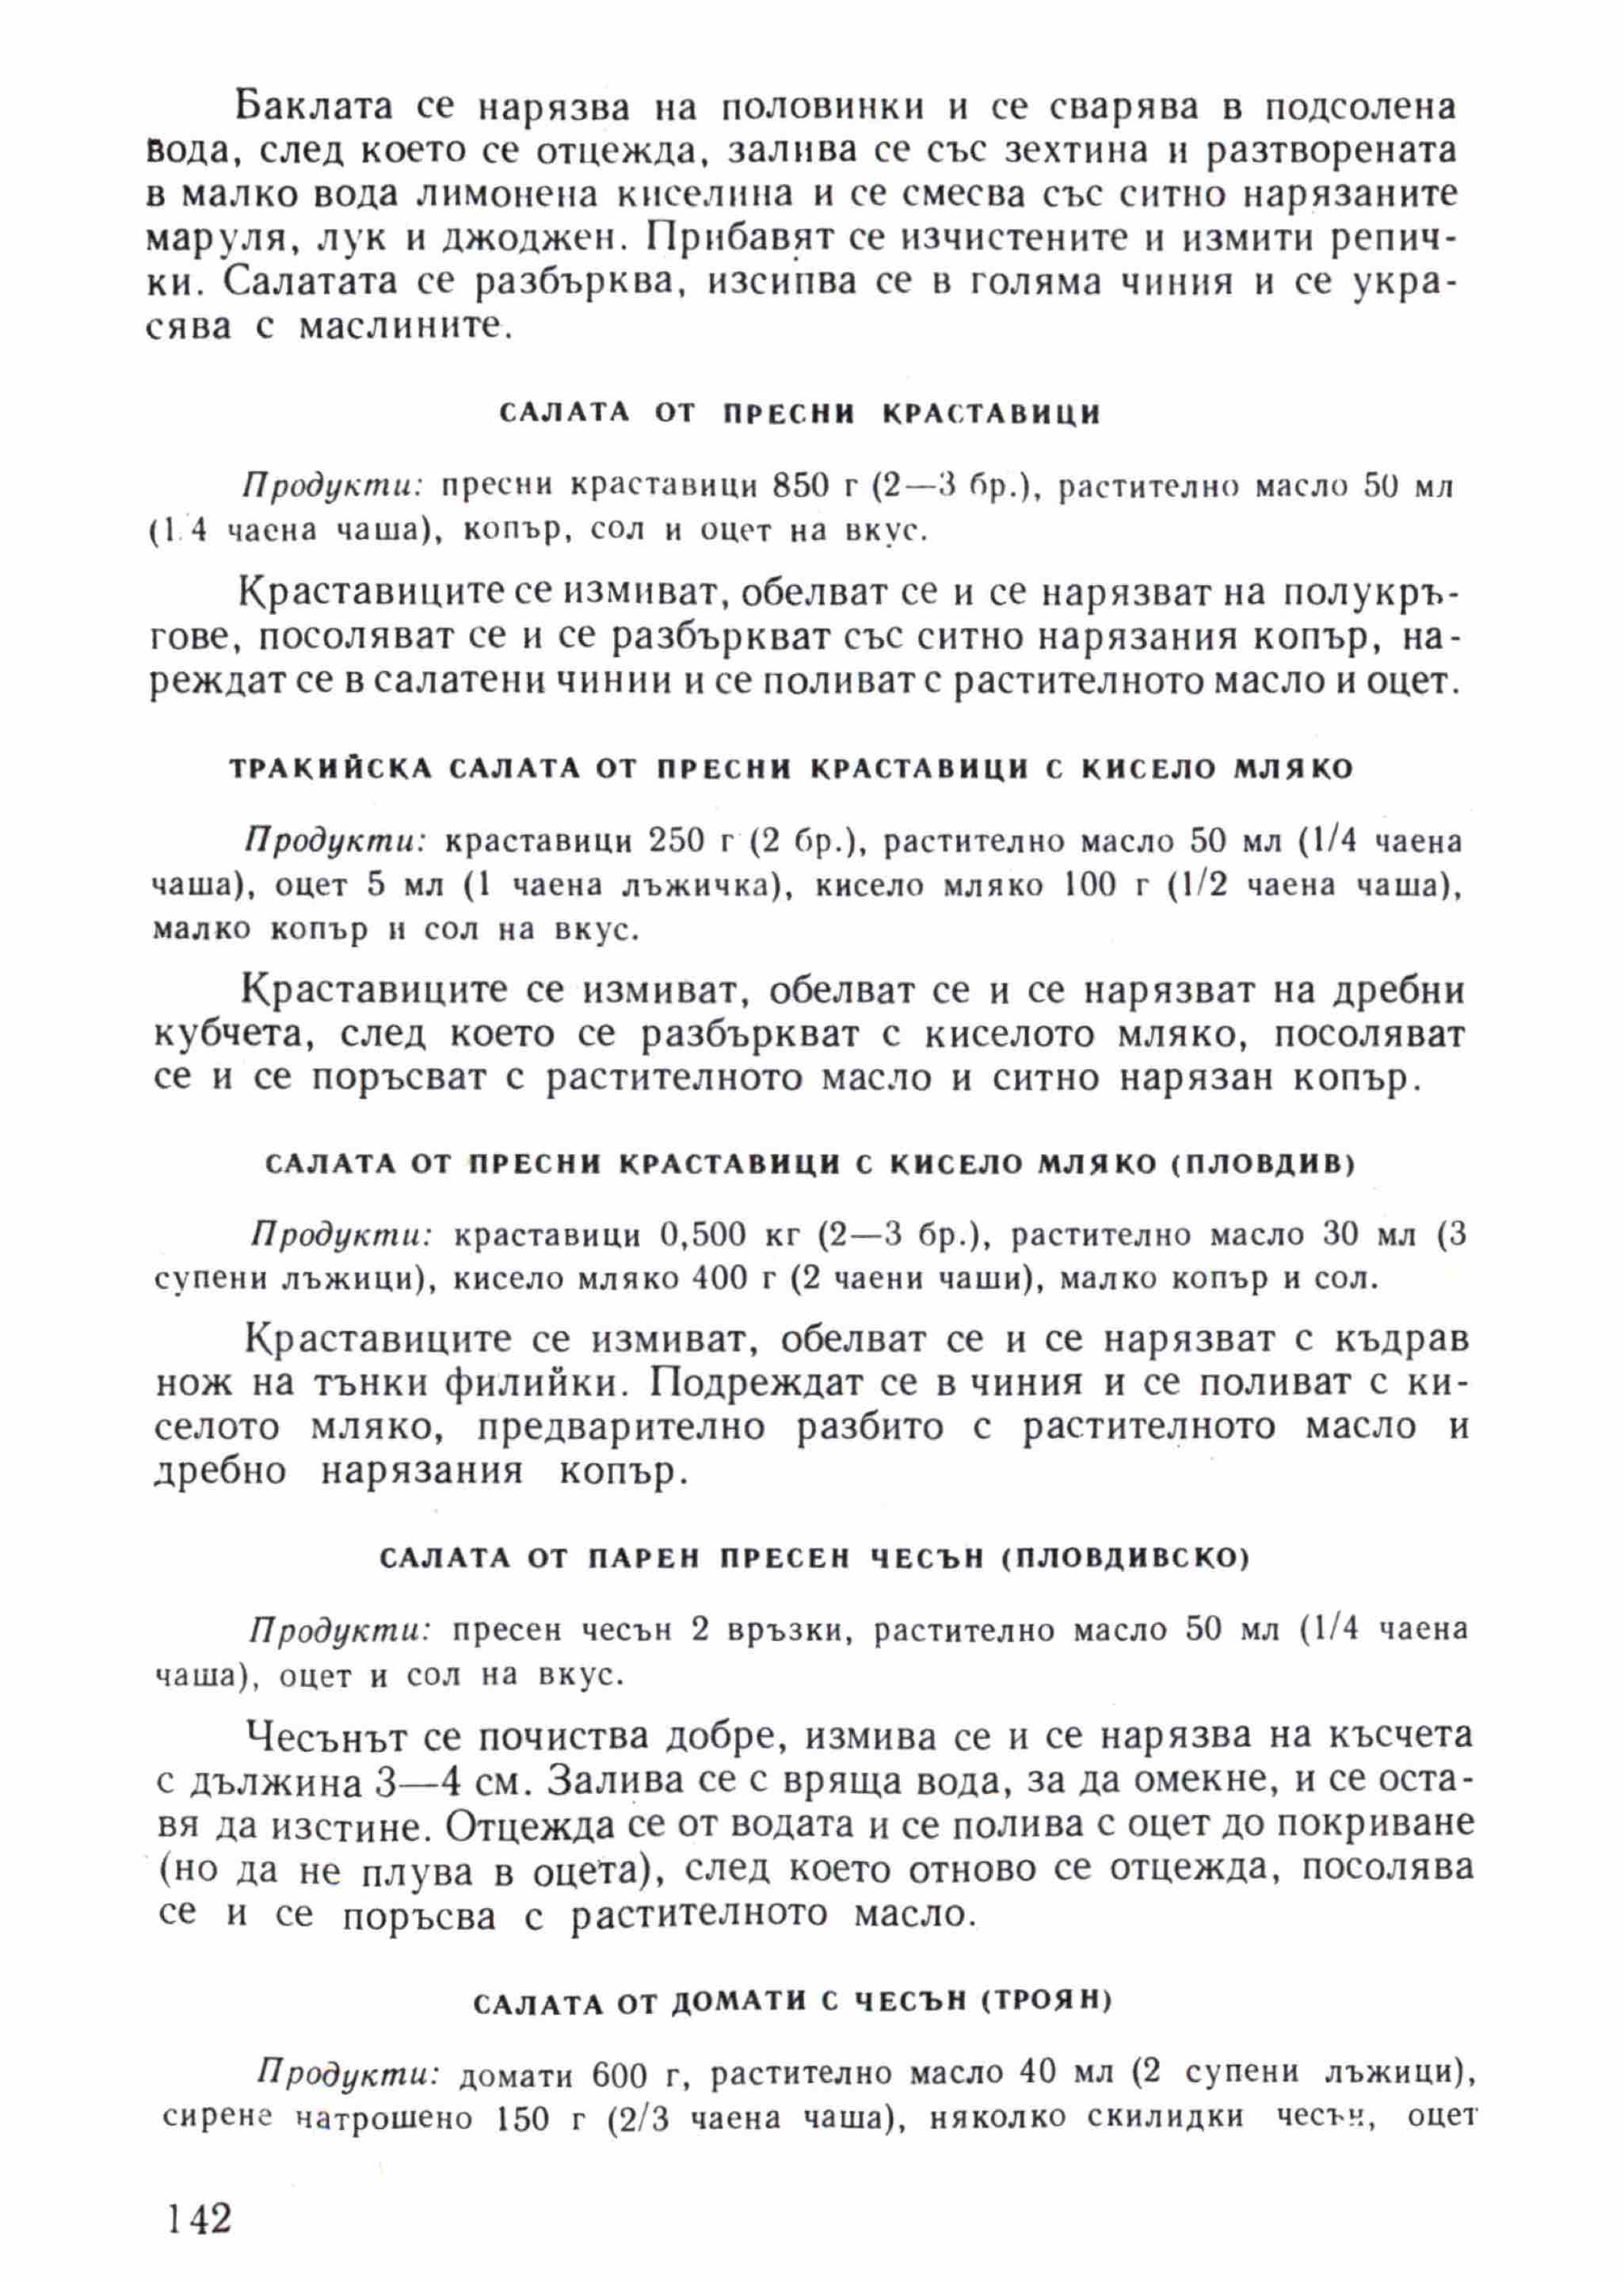 Баклата се нарязва на половинки и се сварява в подсолена
вода, след което се отцежда, залива се със зехтина и разтворената
в малко вода лимонена киселина и се смесва със ситно нарязаните
маруля, лук и джоджен. Прибавят се изчистените и измити репич-
ки. Салатата се разбърква, изсипва се в голяма чиния и се укра-
сява с маслините.
САЛАТА ОТ ПРЕСНИ КРАСТАВИЦИ
Продукти: пресни краставици 850 г (2—3 бр.), растително масло 50 мл
(1/4 чаена чаша), копър, сол и оцет на вкус.
Краставиците се измиват, обелват се и се нарязват на полукръ-
гове, посоляват се и се разбъркват със ситно нарязания копър, на-
реждат се в салатени чинии и се поливат с растителното масло и оцет.
ТРАКИЙСКА САЛАТА ОТ ПРЕСНИ КРАСТАВИЦИ С КИСЕЛО МЛЯКО
Продукти: краставици 250 г (2 бр.), растително масло 50 мл (1/4 чаена
чаша), оцет 5 мл (1 чаена лъжичка), кисело мляко 100 г (1/2 чаена чаша),
малко копър и сол на вкус.
Краставиците се измиват, обелват се и се нарязват на дребни
кубчета, след което се разбъркват с киселото мляко, посоляват
се и се поръсват с растителното масло и ситно нарязан копър.
САЛАТА ОТ ПРЕСНИ КРАСТАВИЦИ С КИСЕЛО МЛЯКО (ПЛОВДИВ)
Продукти: краставици 0,500 кг (2—3 бр.), растително масло 30 мл (3
супени лъжици), кисело мляко 400 г (2 чаени чаши), малко копър и сол.
Краставиците се измиват, обелват се и се нарязват с къдрав
нож на тънки филийки. Подреждат се в чиния и се поливат с ки-
селото мляко, предварително разбито с растителното масло и
дребно нарязания копър.
САЛАТА ОТ ПАРЕН ПРЕСЕН ЧЕСЪН (ПЛОВДИВСКО)
Продукти: пресен чесън 2 връзки, растително масло 50 мл (1/4 чаена
чаша), оцет и сол на вкус.
Чесънът се почиства добре, измива се и се нарязва на късчета
с дължина 3—4 см. Залива се с вряща вода, за да омекне, и се оста-
вя да изстине. Отцежда се от водата и се полива с оцет до покриване
(но да не плува в оцета), след което отново се отцежда, посолява
се и се поръсва с растителното масло.
САЛАТА ОТ ДОМАТИ С ЧЕСЪН (ТРОЯН)
Продукти: домати 600 г, растително масло 40 мл (2 супени лъжици),
сирене натрошено 150 г (2/3 чаена чаша), няколко скилидки чесън, оцет
142